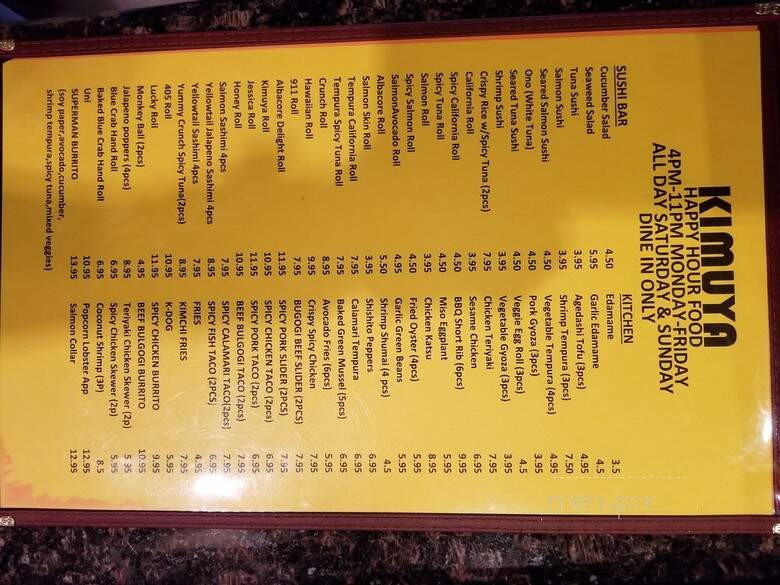 KIMUYA
HAPPY HOUR FOOD
4PM-11PM MONDAY-FRIDAY
ALL DAY SATURDAY & SUNDAY
DINE IN ONLY
SUSHI BAR
Cucumber Salad 4.50
Seaweed Salad 5.95
Tuna Sushi 3.95
Salmon Sushi 3.95
Seared Salmon Sushi 4.50
Ono (White Tuna) 4.50
Seared Tuna Sushi 4.50
Shrimp Sushi 3.95
Crispy Rice w/Spicy Tuna (2pcs) 7.95
California Roll 3.95
Spicy California Roll 4.50
Spicy Tuna Roll 4.50
Salmon Roll 3.95
Spicy Salmon Roll 4.50
SalmonAvocado Roll 4.95
Albacore Roll 5.50
Salmon Skin Roll 3.95
Tempura California Roll 7.95
Tempura Spicy Tuna Roll 7.95
Crunch Roll 8.95
Hawaiian Roll 9.95
911 Roll 7.95
Albacore Delight Roll 11.95
Kimuya Roll 10.95
Jessica Roll 11.95
Honey Roll 10.95
Salmon Sashimi 4pcs 7.95
Yellowtail Jalapeno Sashimi 4pcs 8.95
Yellowtail Sashimi 4pcs 7.95
Yummy Crunch Spicy Tuna(2pcs) 8.95
405 Roll 10.95
Lucky Roll 11.95
Monkey Ball (2pcs) 4.95
Jalapeno poppers (4pcs) 8.95
Blue Crab Hand Roll 6.95
Baked Blue Crab Hand Roll 6.95
Uni 10.95
SUPERMAN BURRITO 13.95
(soy paper,avocado,cucumber,
shrimp tempura,spicy tuna,mixed veggies)
KITCHEN
Edamame 3.5
Garlic Edamame 4.5
Agedashi Tofu (3pcs) 4.95
Shrimp Tempura (3pcs) 7.50
Vegetable Tempura (4pcs) 4.95
Pork Gyoza (3pcs) 3.95
Veggie Egg Roll (3pcs) 4.5
Vegetable Gyoza (3pcs) 3.95
Chicken Teriyaki 7.95
Sesame Chicken 6.95
BBQ Short Rib (6pcs) 9.95
Miso Eggplant 5.95
Chicken Katsu 8.95
Fried Oyster (4pcs) 5.95
Garlic Green Beans 5.95
Shrimp Shumai (4 pcs) 4.5
Shishito Peppers 6.95
Calamari Tempura 6.95
Baked Green Mussel (5pcs) 6.95
Avocado Fries (6pcs) 5.95
Crispy Spicy Chicken 7.95
BULGOGI BEEF SLIDER (2PCS) 7.95
SPICY PORK SLIDER (2PCS) 7.95
SPICY CHICKEN TACO (2pcs) 6.95
SPICY PORK TACO (2pcs) 6.95
BEEF BULGOGI TACO (2pcs) 7.95
SPICY CALAMARI TACO(2pcs) 7.95
SPICY FISH TACO (2PCS) 7.95
FRIES 4.95
KIMCHI FRIES 7.95
K-DOG 5.95
SPICY CHICKEN BURRITO 9.95
BEEF BULGOGI BURRITO 10.95
Teriyaki Chicken Skewer (2p) 5.95
Spicy Chicken Skewer (2p) 5.95
Coconut Shrimp (3P) 8.5
Popcorn Lobster App 12.95
Salmon Collar 12.95